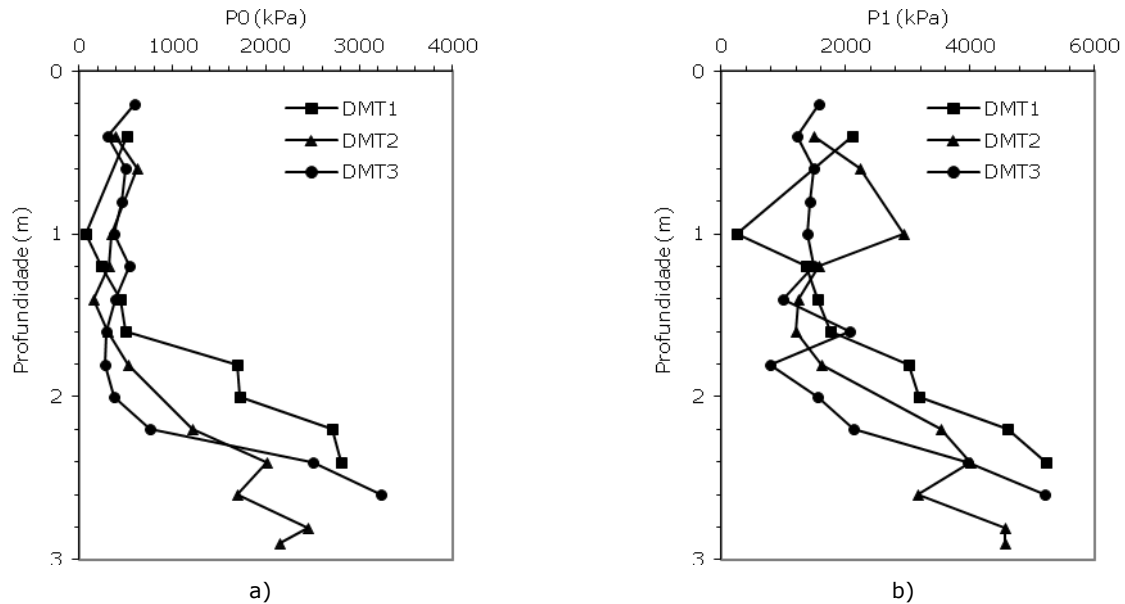 P0 (kPa)
0 1000 2000 3000 4000
0
1
2
3
Profundidade (m)
DMT1
DMT2
DMT3
a)
P1 (kPa)
0 2000 4000 6000
0
1
2
3
Profundidade (m)
DMT1
DMT2
DMT3
b)